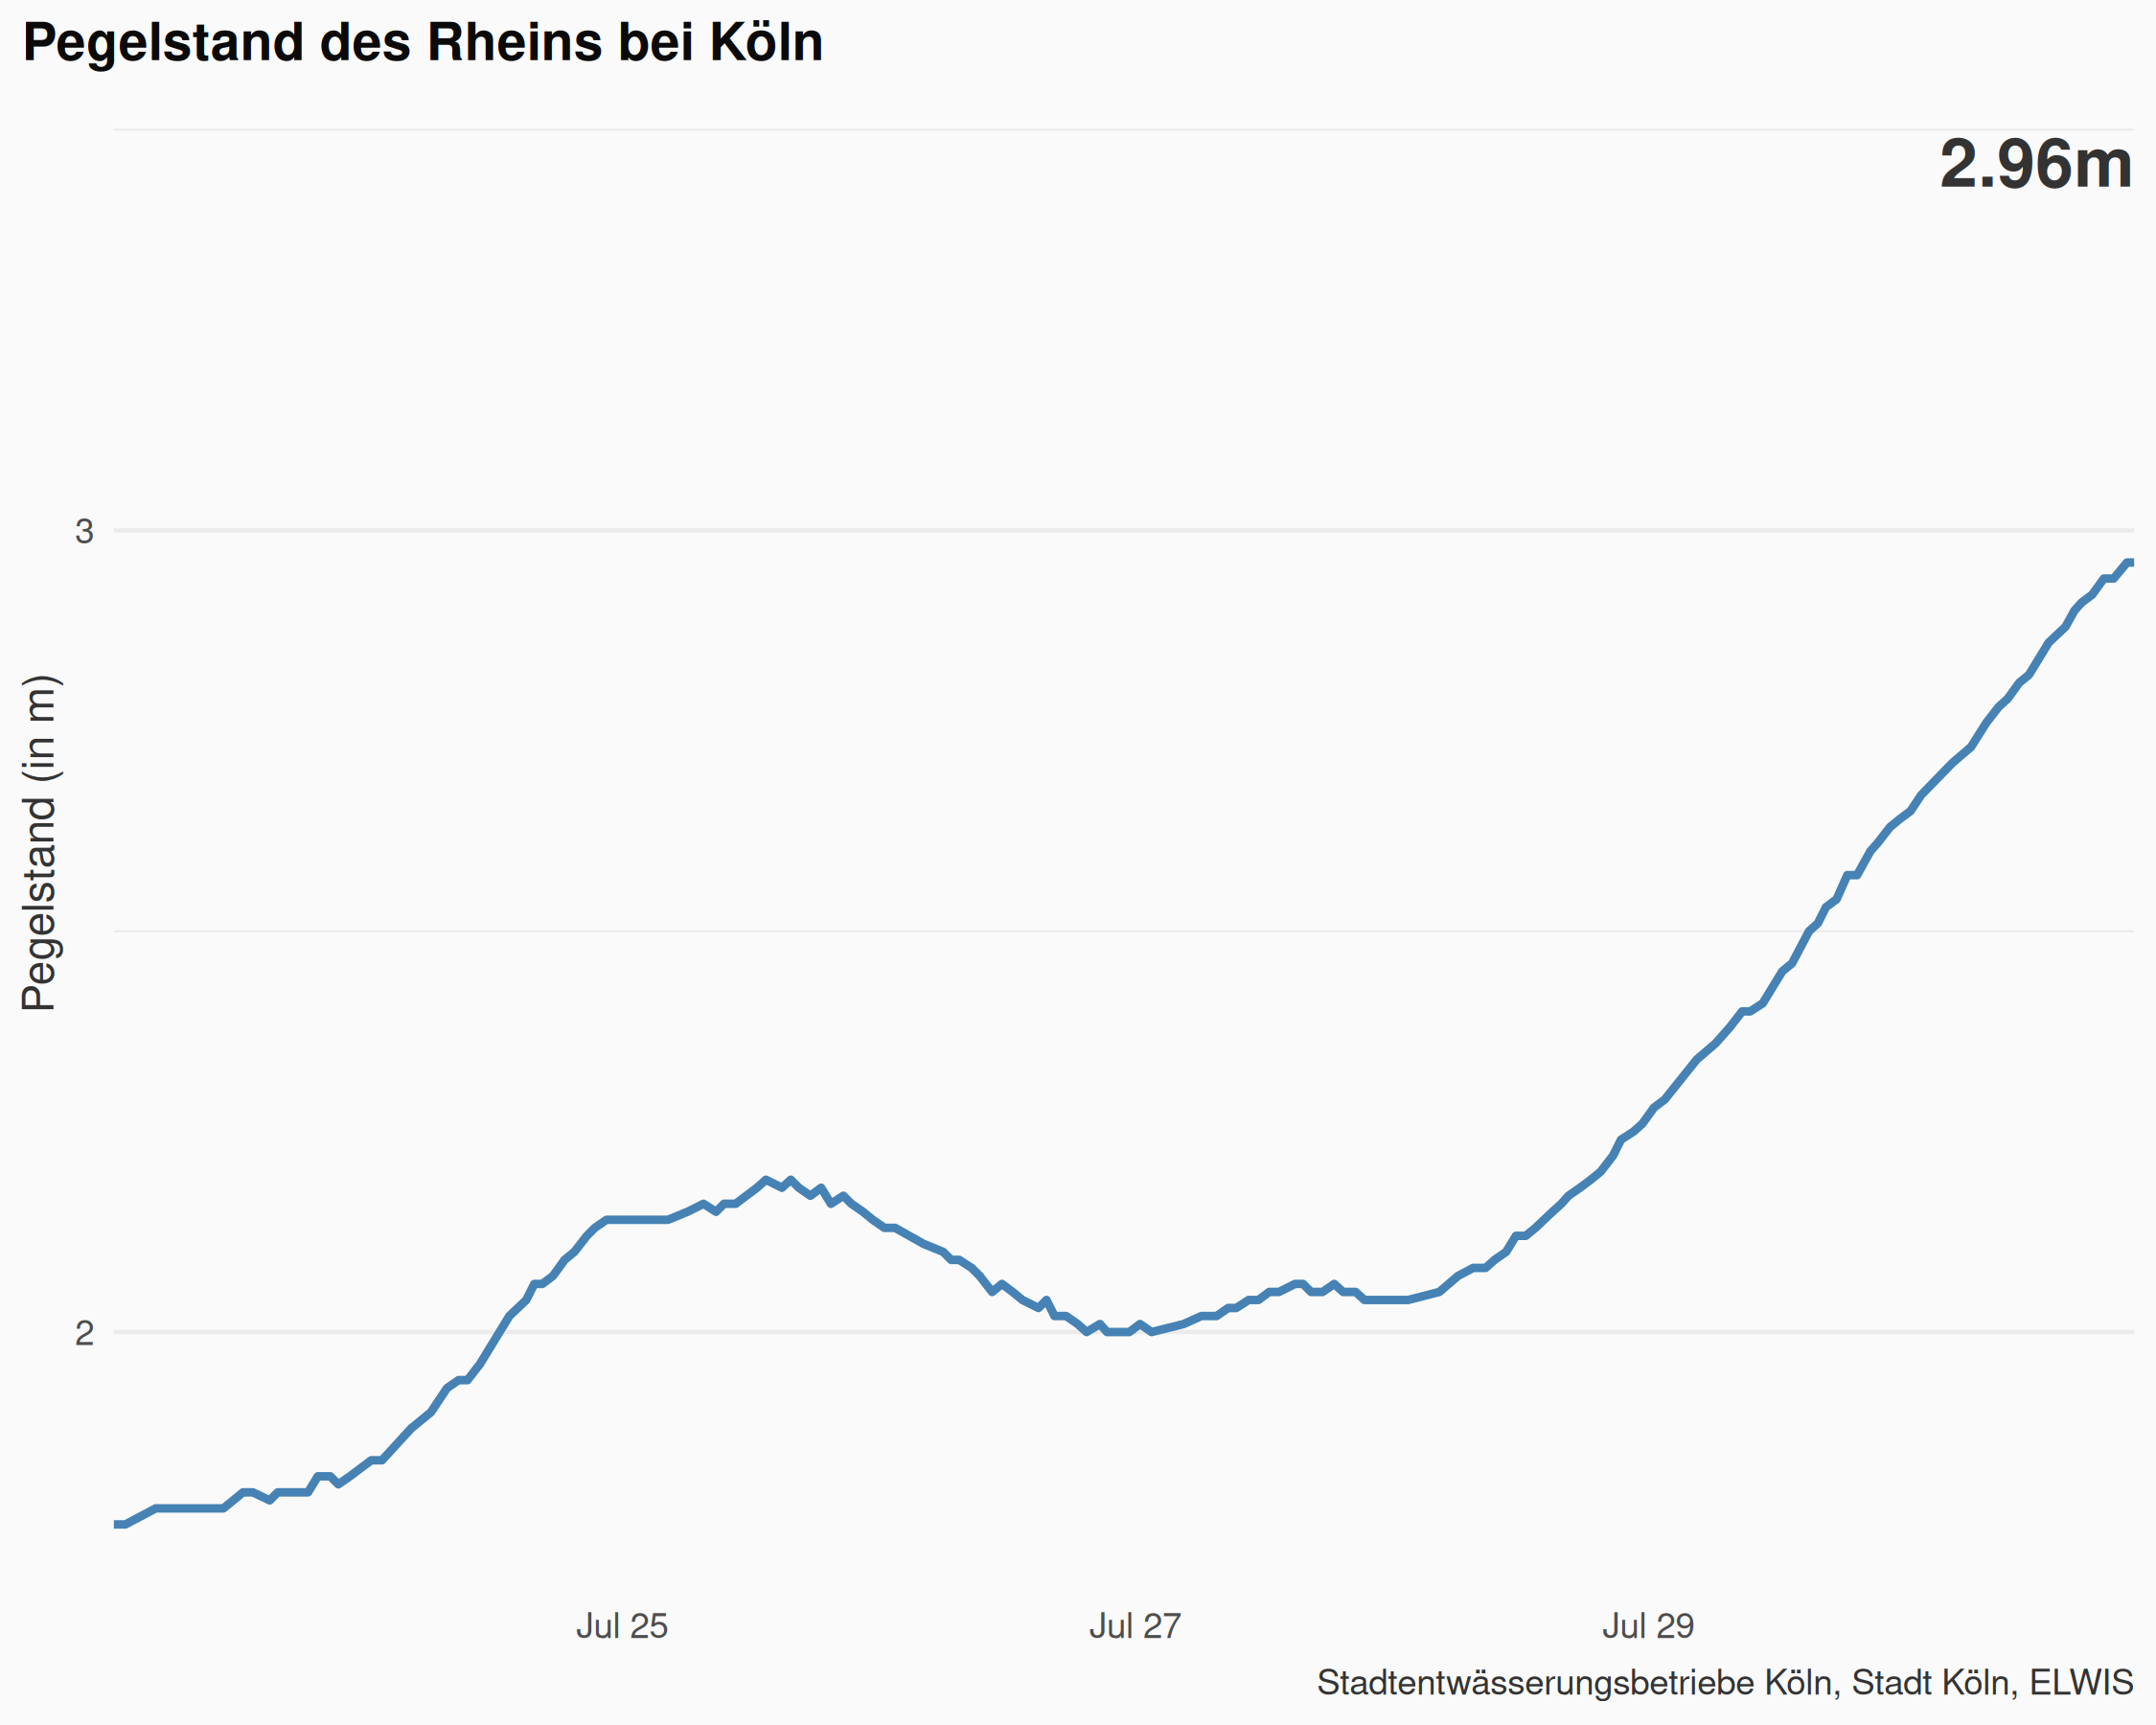 Pegelstand des Rheins bei Köln
2.96m
3
Pegelstand (in m)
2
Jul 25
Jul 27
Jul 29
Stadtentwässerungsbetriebe Köln, Stadt Köln, ELWIS